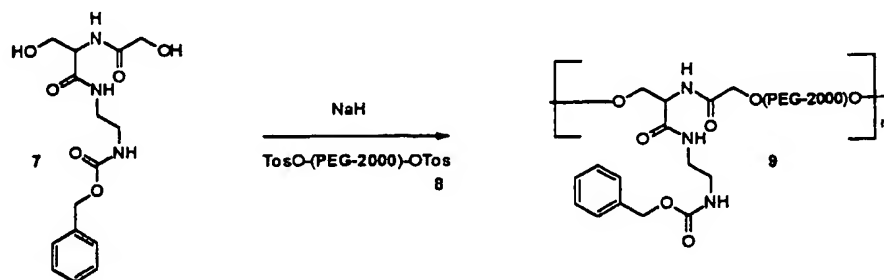 H
HO N OH
O O NH
NaH
7 O NH
TosO-(PEG-2000)-OTos
8
O
H
O N O(PEG-2000)O
O O NH n
9
O NH
O